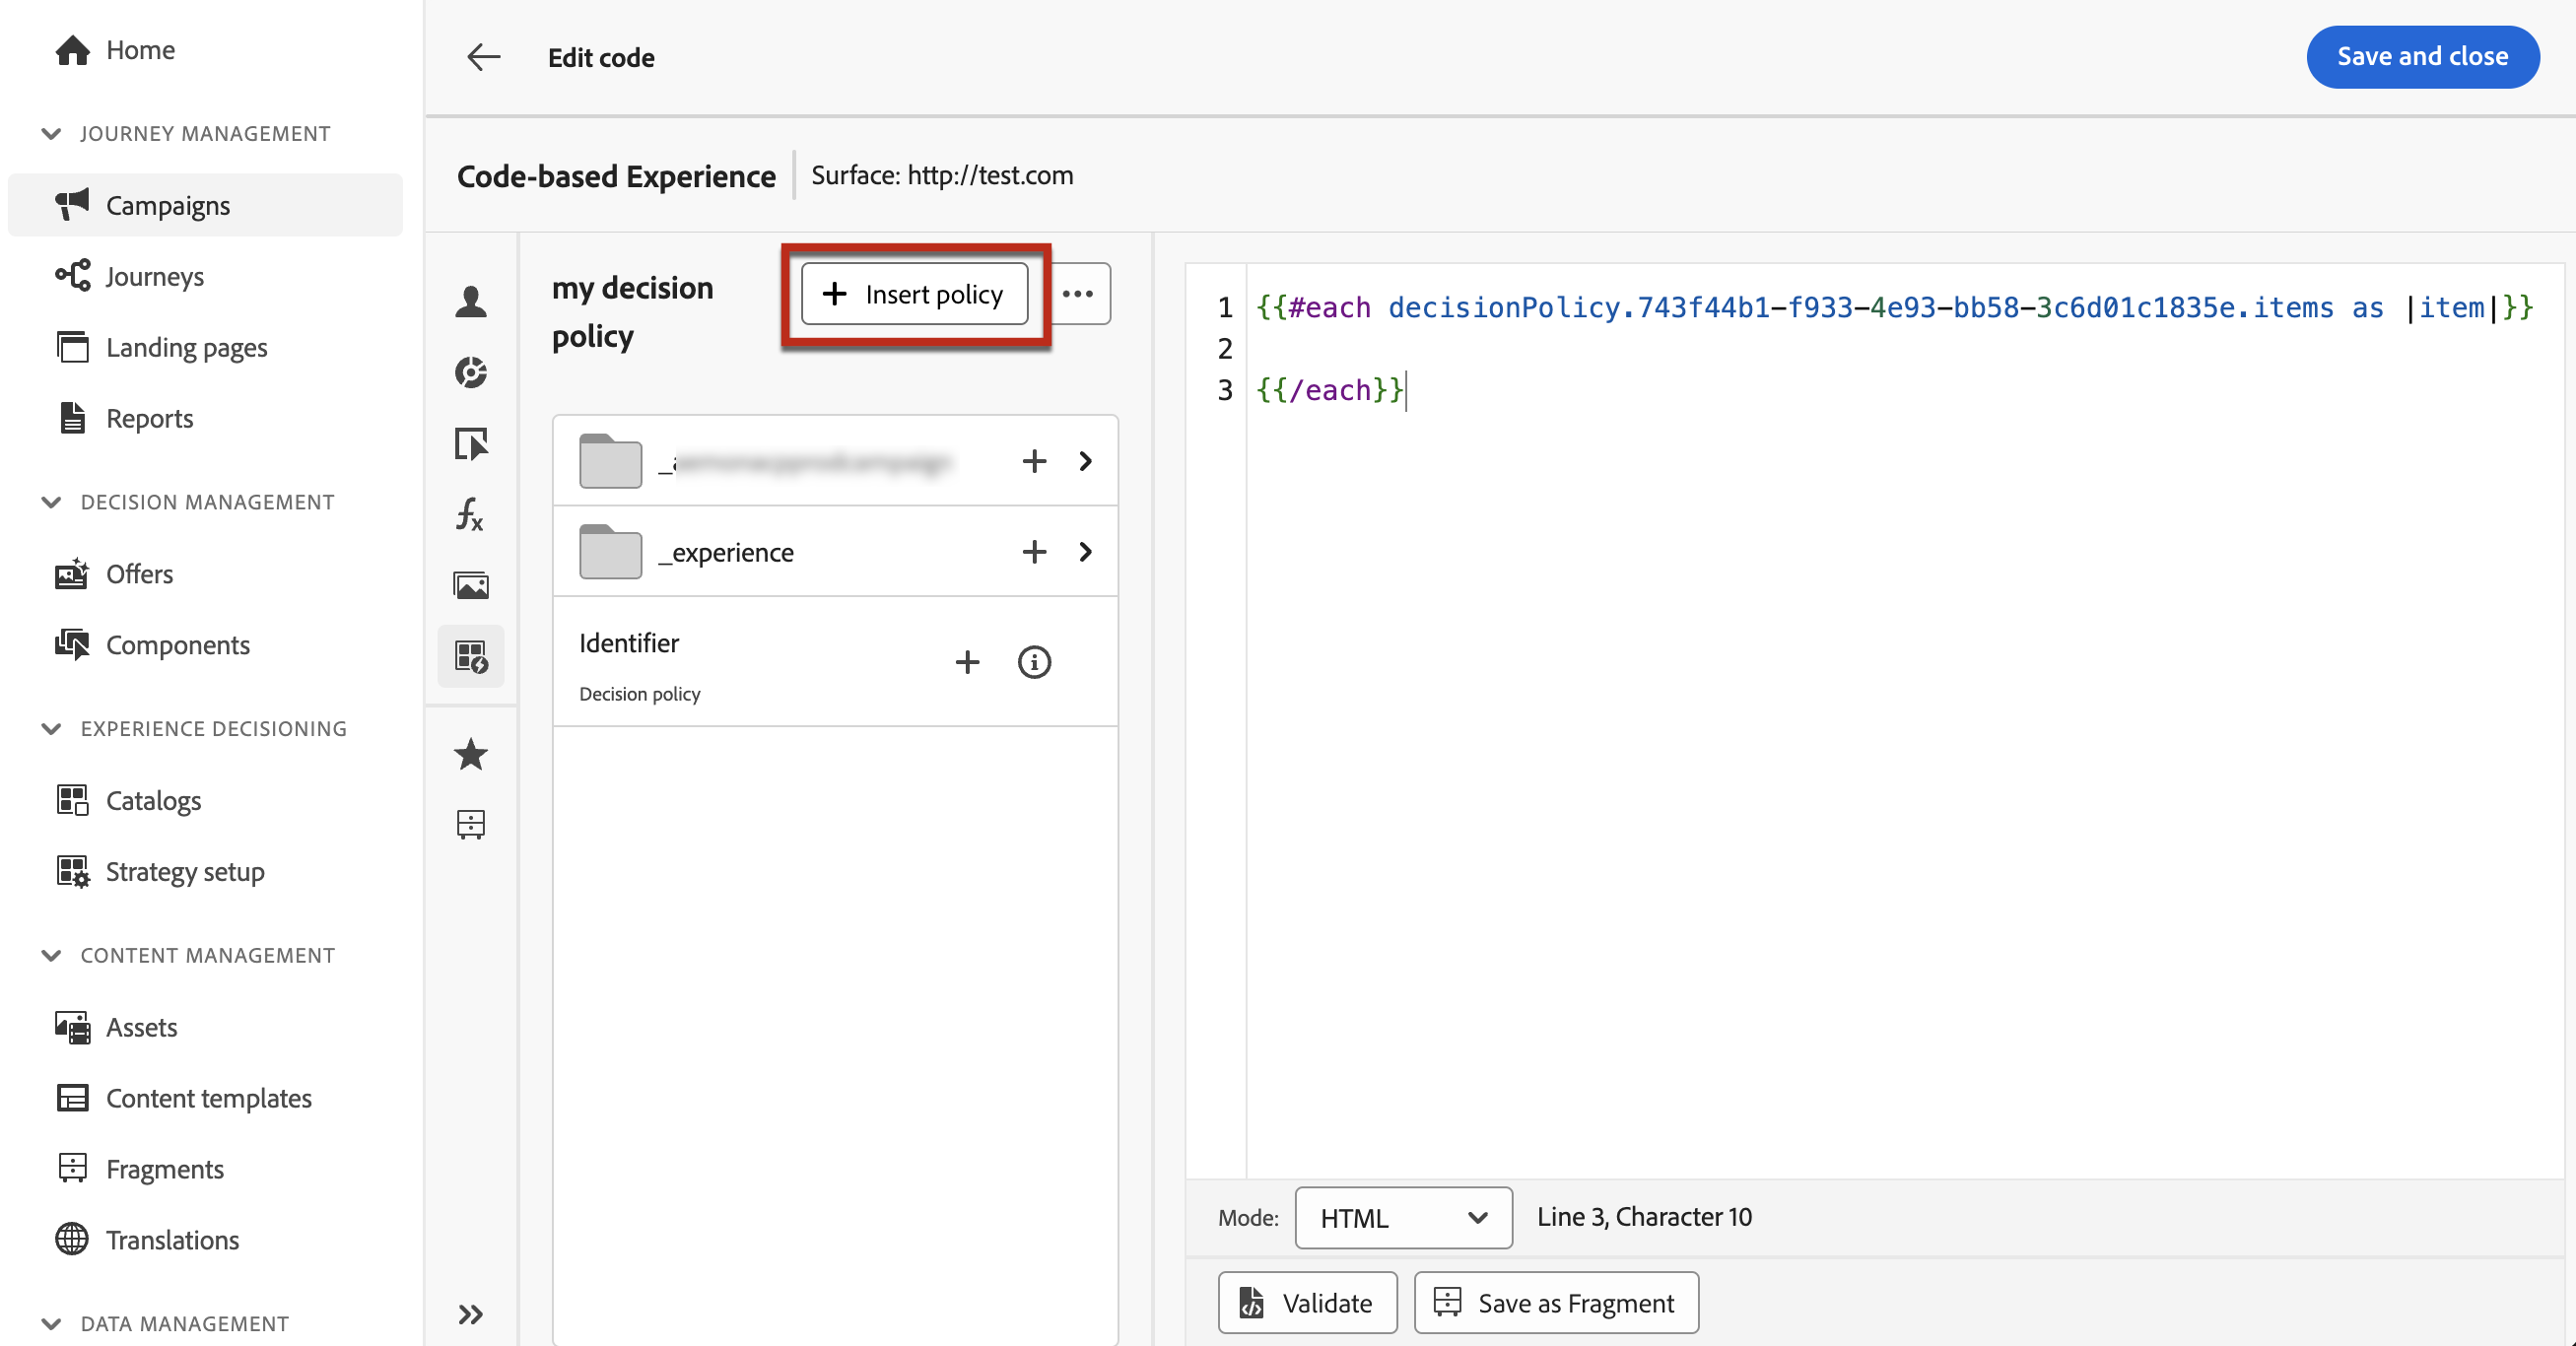 Home
JOURNEY MANAGEMENT
Campaigns
Journeys
Landing pages
Reports
DECISION MANAGEMENT
Offers
Components
EXPERIENCE DECISIONING
Catalogs
Strategy setup
CONTENT MANAGEMENT
Assets
Content templates
Fragments
Translations
DATA MANAGEMENT
Edit code
Save and close
Code-based Experience
Surface: http://test.com
my decision
policy
Insert policy
_experience
Identifier
Decision policy
1 {{#each decisionPolicy.743f44b1-f933-4e93-bb58-3c6d01c1835e.items as |item|}}
2
3 {{/each}}
Mode: HTML Line 3, Character 10
Validate
Save as Fragment